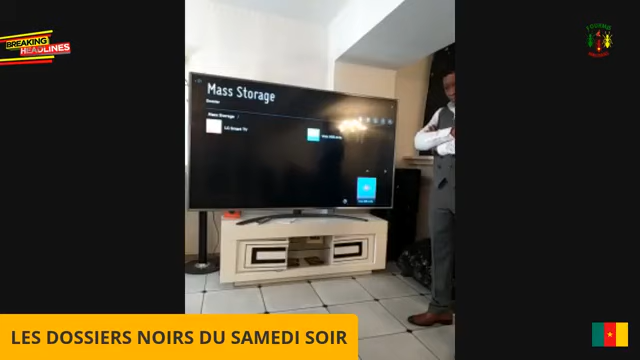 BREAKING
HEADLINES
Mass Storage
Mass Storage
LG Smart TV
LES DOSSIERS NOIRS DU SAMEDI SOIR